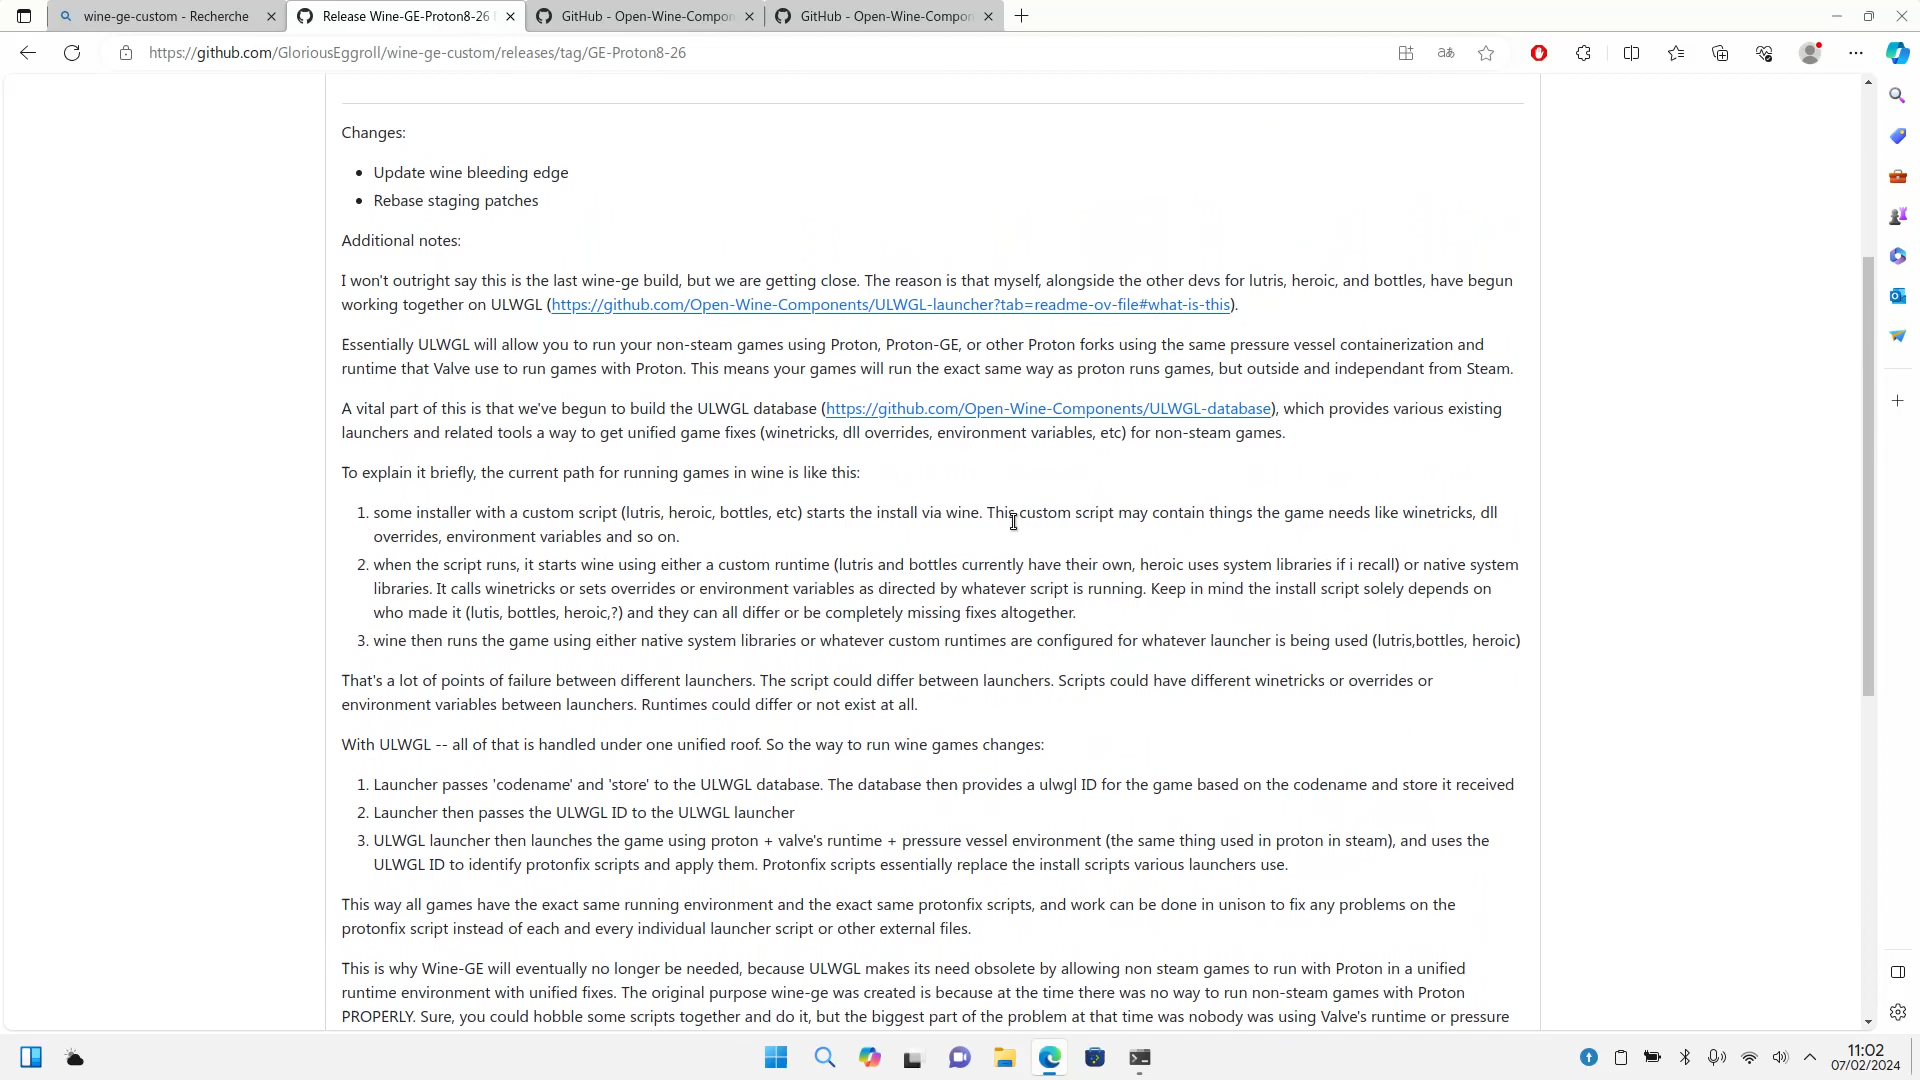 wine-ge-custom - Recherche
Release Wine-GE-Proton8-26
GitHub - Open-Wine-Compon
GitHub - Open-Wine-Compon
https://github.com/GloriousEggroll/wine-ge-custom/releases/tag/GE-Proton8-26
Changes:
Update wine bleeding edge
Rebase staging patches
Additional notes:
I won't outright say this is the last wine-ge build, but we are getting close. The reason is that myself, alongside the other devs for lutris, heroic, and bottles, have begun
working together on ULWGL (https://github.com/Open-Wine-Components/ULWGL-launcher?tab=readme-ov-file#what-is-this).
Essentially ULWGL will allow you to run your non-steam games using Proton, Proton-GE, or other Proton forks using the same pressure vessel containerization and
runtime that Valve use to run games with Proton. This means your games will run the exact same way as proton runs games, but outside and independant from Steam.
A vital part of this is that we've begun to build the ULWGL database (https://github.com/Open-Wine-Components/ULWGL-database), which provides various existing
launchers and related tools a way to get unified game fixes (winetricks, dll overrides, environment variables, etc) for non-steam games.
To explain it briefly, the current path for running games in wine is like this:
1. some installer with a custom script (lutris, heroic, bottles, etc) starts the install via wine. This custom script may contain things the game needs like winetricks, dll
overrides, environment variables and so on.
2. when the script runs, it starts wine using either a custom runtime (lutris and bottles currently have their own, heroic uses system libraries if i recall) or native system
libraries. It calls winetricks or sets overrides or environment variables as directed by whatever script is running. Keep in mind the install script solely depends on
who made it (lutis, bottles, heroic,?) and they can all differ or be completely missing fixes altogether.
3. wine then runs the game using either native system libraries or whatever custom runtimes are configured for whatever launcher is being used (lutris,bottles, heroic)
That's a lot of points of failure between different launchers. The script could differ between launchers. Scripts could have different winetricks or overrides or
environment variables between launchers. Runtimes could differ or not exist at all.
With ULWGL -- all of that is handled under one unified roof. So the way to run wine games changes:
1. Launcher passes 'codename' and 'store' to the ULWGL database. The database then provides a ulwgl ID for the game based on the codename and store it received
2. Launcher then passes the ULWGL ID to the ULWGL launcher
3. ULWGL launcher then launches the game using proton + valve's runtime + pressure vessel environment (the same thing used in proton in steam), and uses the
ULWGL ID to identify protonfix scripts and apply them. Protonfix scripts essentially replace the install scripts various launchers use.
This way all games have the exact same running environment and the exact same protonfix scripts, and work can be done in unison to fix any problems on the
protonfix script instead of each and every individual launcher script or other external files.
This is why Wine-GE will eventually no longer be needed, because ULWGL makes its need obsolete by allowing non steam games to run with Proton in a unified
runtime environment with unified fixes. The original purpose wine-ge was created is because at the time there was no way to run non-steam games with Proton
PROPERLY. Sure, you could hobble some scripts together and do it, but the biggest part of the problem at that time was nobody was using Valve's runtime or pressure
11:02
07/02/2024